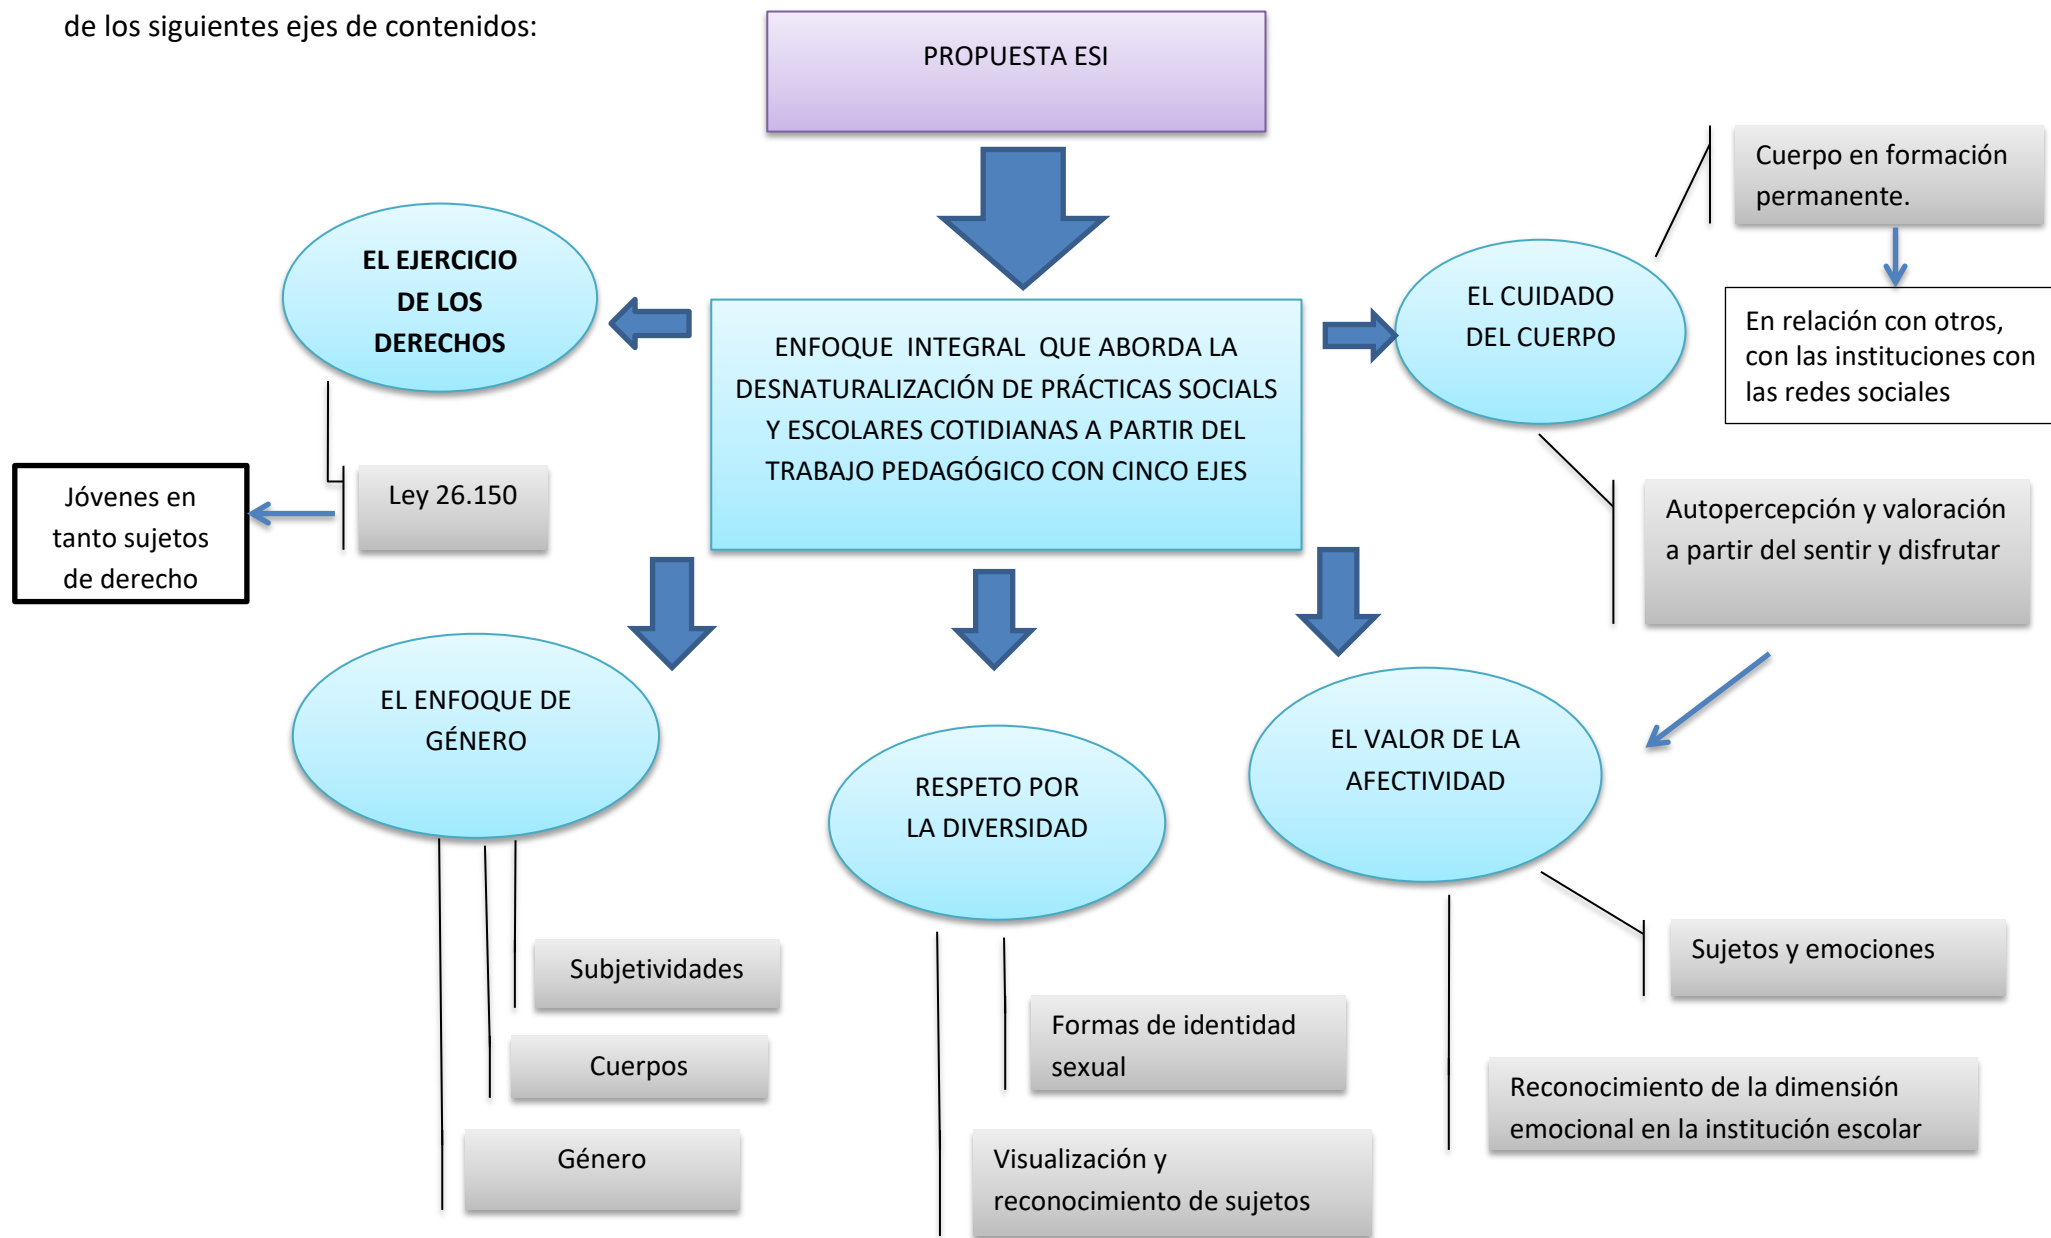 de los siguientes ejes de contenidos:
PROPUESTA ESI
Cuerpo en formación
permanente.
EL EJERCICIO
DE LOS
DERECHOS
EL CUIDADO
DEL CUERPO
En relación con otros,
con las instituciones con
las redes sociales
ENFOQUE  INTEGRAL  QUE ABORDA LA
DESNATURALIZACIÓN DE PRÁCTICAS SOCIALS
Y ESCOLARES COTIDIANAS A PARTIR DEL
TRABAJO PEDAGÓGICO CON CINCO EJES
Jóvenes en
tanto sujetos
de derecho
Ley 26.150
Autopercepción y valoración
a partir del sentir y disfrutar
EL ENFOQUE DE
GÉNERO
RESPETO POR
LA DIVERSIDAD
EL VALOR DE LA
AFECTIVIDAD
Subjetividades
Cuerpos
Género
Formas de identidad
sexual
Visualización y
reconocimiento de sujetos
Sujetos y emociones
Reconocimiento de la dimensión
emocional en la institución escolar